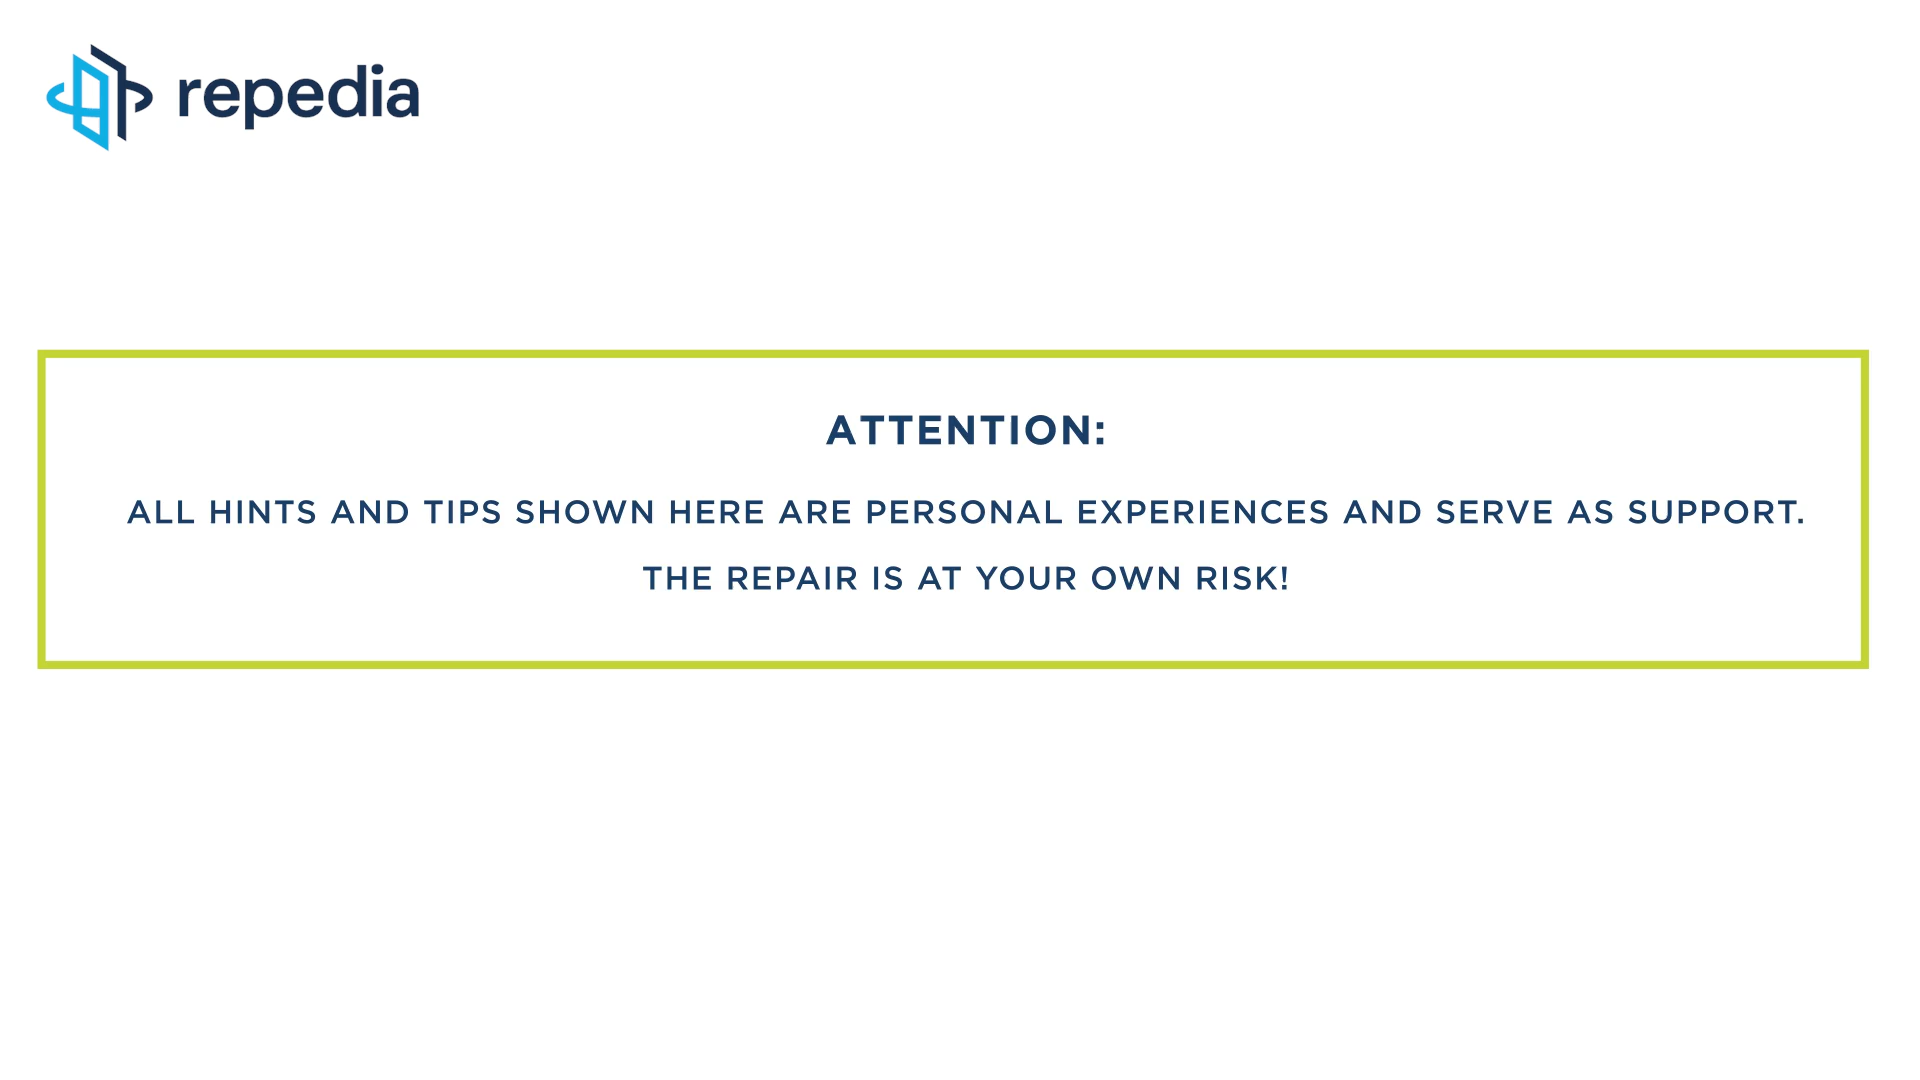 repedia
ATTENTION:
ALL HINTS AND TIPS SHOWN HERE ARE PERSONAL EXPERIENCES AND SERVE AS SUPPORT.
THE REPAIR IS AT YOUR OWN RISK!